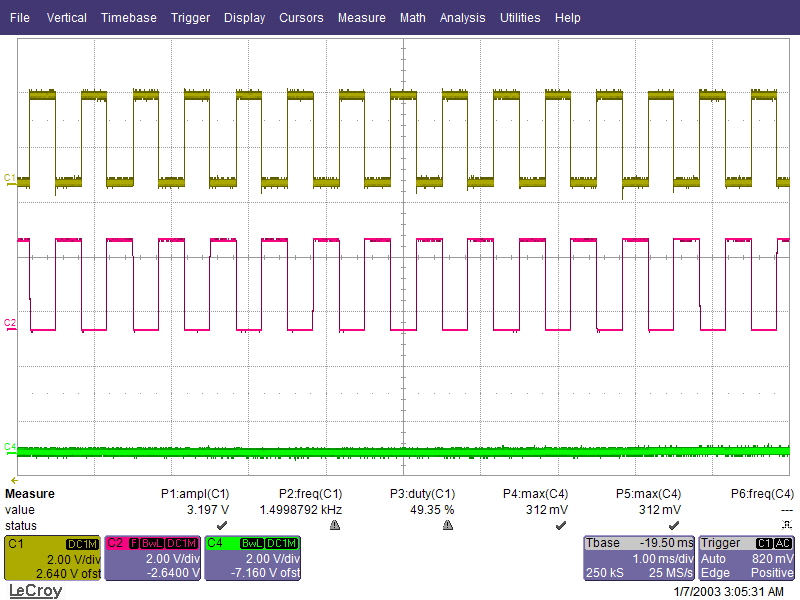 File Vertical Timebase Trigger Display Cursors Measure Math Analysis Utilities Help
C1
C2
C4
Measure P1:ampl(C1) P2:freq(C1) P3:duty(C1) P4:max(C4) P5:max(C4) P6:freq(C4)
value 3.197 V 1.4998792 kHz 49.35 % 312 mV 312 mV ---
status
C1 DC1M
2.00 V/div
2.640 V ofst
C2 F BwL DC1M
2.00 V/div
-2.6400 V
C4 BwL DC1M
2.00 V/div
-7.160 V ofst
Tbase -19.50 ms
1.00 ms/div
250 kS 25 MS/s
Trigger C1 AC
Auto 820 mV
Edge Positive
LeCroy
1/7/2003 3:05:31 AM